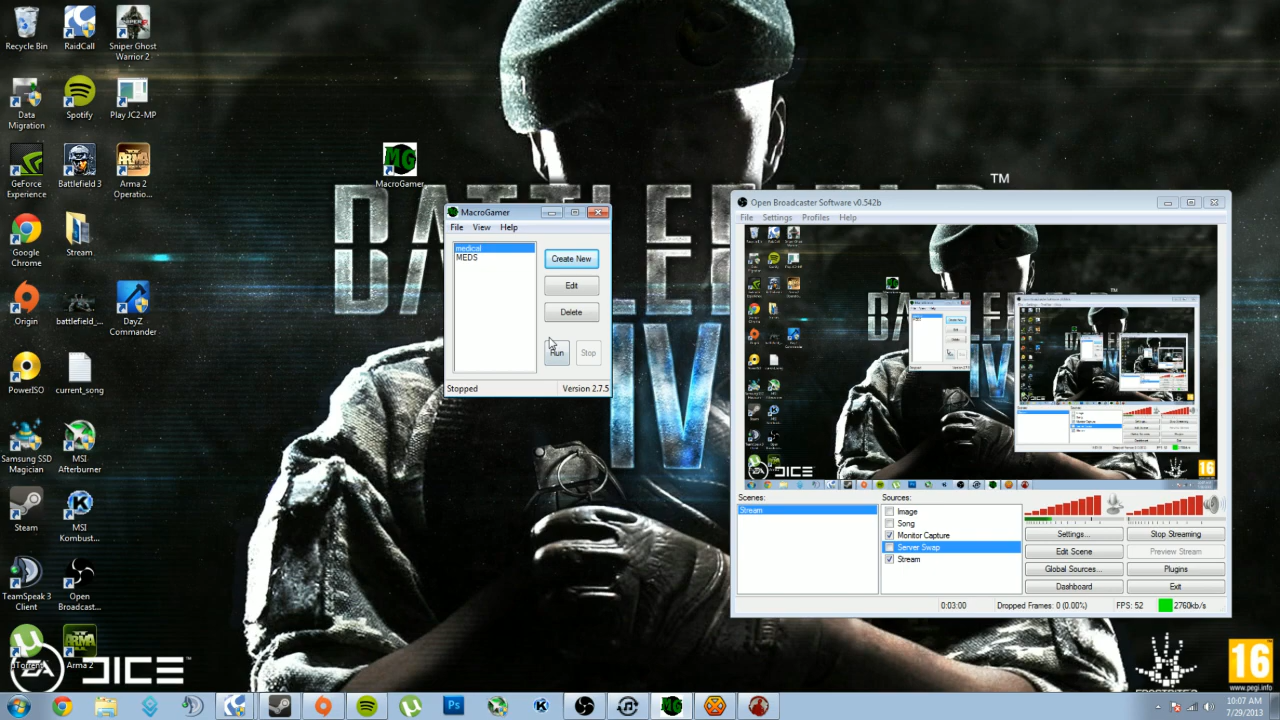 Recycle Bin
RaidCall
Sniper Ghost
Warrior 2
Data
Migration
Spotify
Play JC2-MP
GeForce
Experience
Battlefield 3
Arma 2
Operatio...
Google
Chrome
Stream
Origin
battlefield_...
DayZ
Commander
PowerISO
current_song
Samsung SSD
Magician
MSI
Afterburner
Steam
MSI
Kombust...
TeamSpeak 3
Client
Open
Broadcast...
µTorrent
Arma 2
MG
MacroGamer
BATTLEFIELD
TM
IV
MacroGamer
File View Help
medical
MEDS
Create New
Edit
Delete
Run Stop
Stopped
Version 2.7.5
Open Broadcaster Software v0.542b
File Settings Profiles Help
Scenes:
Stream
Sources:
Image
Song
Monitor Capture
Server Swap
Stream
Settings...
Stop Streaming
Edit Scene
Preview Stream
Global Sources...
Plugins
Dashboard
Exit
0:03:00
Dropped Frames: 0 (0.00%)
FPS: 52
2760kb/s
EA
DICE
FROSTBITE 2
16
www.pegi.info
10:07 AM
7/29/2013